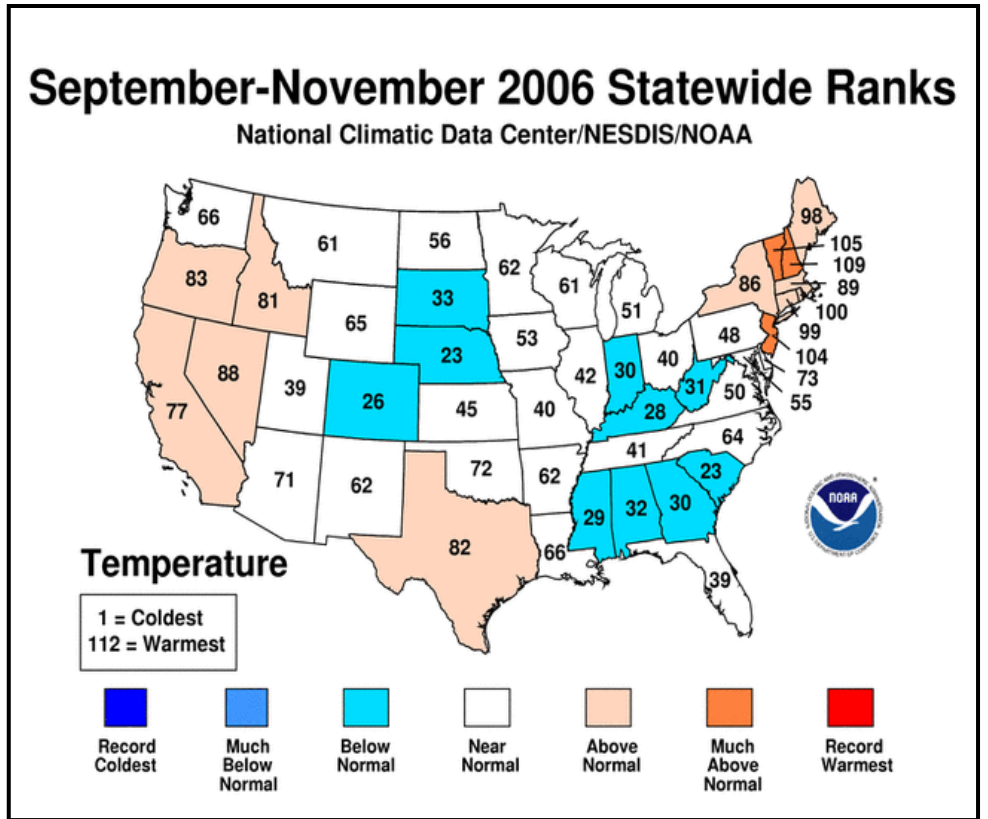 September-November 2006 Statewide Ranks
National Climatic Data Center/NESDIS/NOAA
66
61
56
62
61
51
98
105
109
89
100
99
104
73
55
83
81
65
33
53
86
48
88
39
26
23
45
42
30
40
31
50
77
40
28
64
71
62
72
62
41
23
82
66
29
32
30
39
NOAA
Temperature
1 = Coldest
112 = Warmest
Record
Coldest
Much
Below
Normal
Below
Normal
Near
Normal
Above
Normal
Much
Above
Normal
Record
Warmest